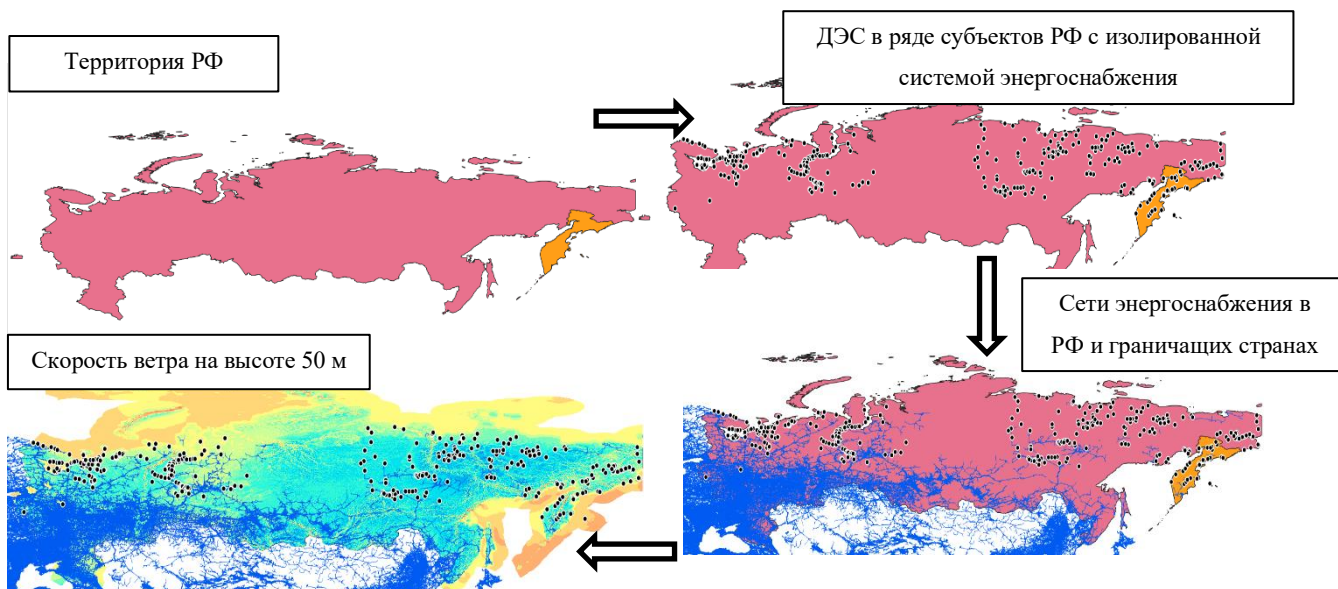 Территория РФ
ДЭС в ряде субъектов РФ с изолированной
системой энергоснабжения
Сети энергоснабжения в
РФ и граничащих странах
Скорость ветра на высоте 50 м